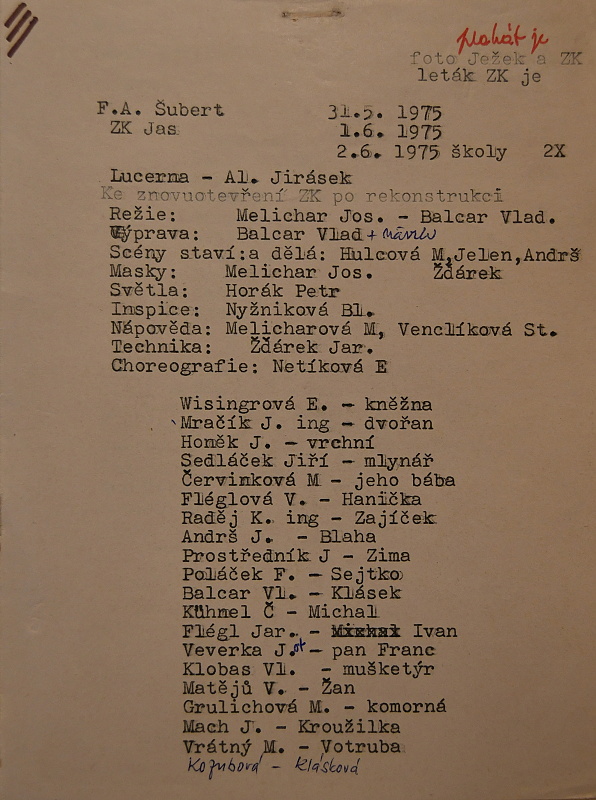 plakát je
foto Ježek a ZK
leták ZK je
F.A. Šubert 31.5. 1975
ZK Jas 1.6. 1975
2.6. 1975 školy 2X
Lucerna - Al. Jirásek
Ke znovuotevření ZK po rekonstrukci
Režie: Melichar Jos. - Balcar Vlad.
Výprava: Balcar Vlad + návrh
Scény staví:a dělá: Hulcová M,Jelen,Andrš
Masky: Melichar Jos. Ždárek
Světla: Horák Petr
Inspice: Nyžniková Bl.
Nápověda: Melicharová M, Venclíková St.
Technika: Ždárek Jar.
Choreografie: Netíková E
Wisingrová E. - kněžna
Mračík J. ing - dvořan
Honěk J. - vrchní
Sedláček Jiří - mlynář
Červinková M - jeho bába
Fléglová V. - Hanička
Raděj K. ing - Zajíček
Andrš J. - Blaha
Prostředník J - Zima
Poláček F. - Sejtko
Balcar Vl. - Klásek
Kühmel Č - Michal
Flégl Jar. - Ivan
Veverka J.st - pan Franc
Klobas Vl. - mušketýr
Matějů V. - Žan
Grulichová M. - komorná
Mach J. - Kroužilka
Vrátný M. - Votruba
Kozubová - Klásková